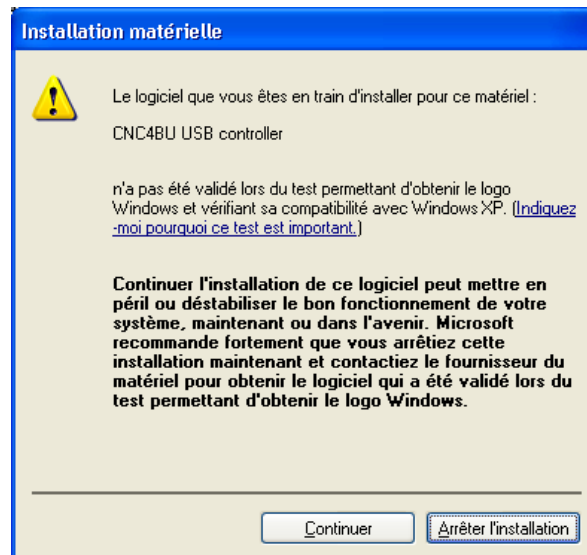 Installation matérielle
Le logiciel que vous êtes en train d'installer pour ce matériel :
CNC4BU USB controller
n'a pas été validé lors du test permettant d'obtenir le logo
Windows et vérifiant sa compatibilité avec Windows XP. (Indiquez
-moi pourquoi ce test est important.)
Continuer l'installation de ce logiciel peut mettre en
péril ou déstabiliser le bon fonctionnement de votre
système, maintenant ou dans l'avenir. Microsoft
recommande fortement que vous arrêtiez cette
installation maintenant et contactiez le fournisseur du
matériel pour obtenir le logiciel qui a été validé lors du
test permettant d'obtenir le logo Windows.
Continuer
Arrêter l'installation